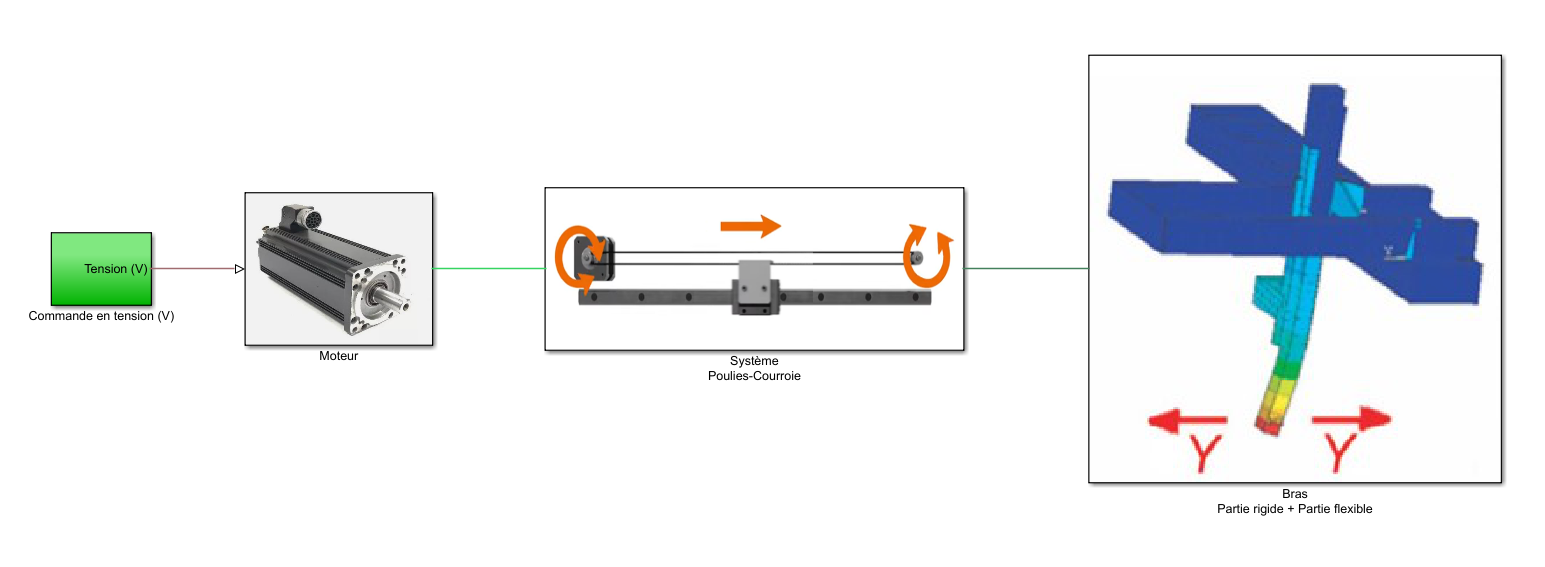 Tension (V)
Commande en tension (V)
Moteur
Système
Poulies-Courroie
Y
Y
Bras
Partie rigide + Partie flexible